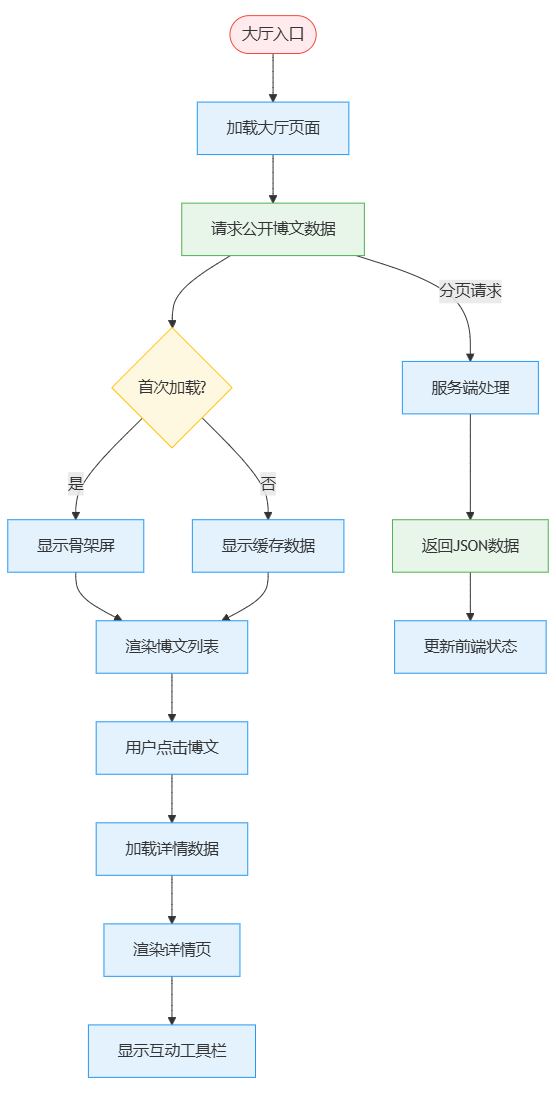 大厅入口
加载大厅页面
请求公开博文数据
分页请求
首次加载?
服务端处理
是
否
显示骨架屏
显示缓存数据
返回JSON数据
渲染博文列表
更新前端状态
用户点击博文
加载详情数据
渲染详情页
显示互动工具栏